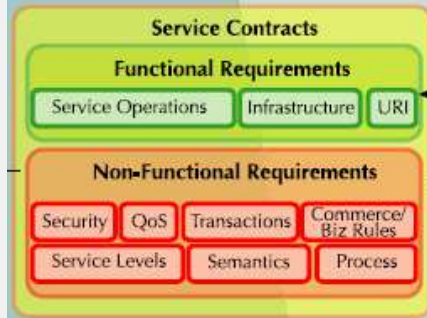 Service Contracts
Functional Requirements
Service Operations Infrastructure URI
Non-Functional Requirements
Security QoS Transactions Commerce/
Biz Rules
Service Levels Semantics Process